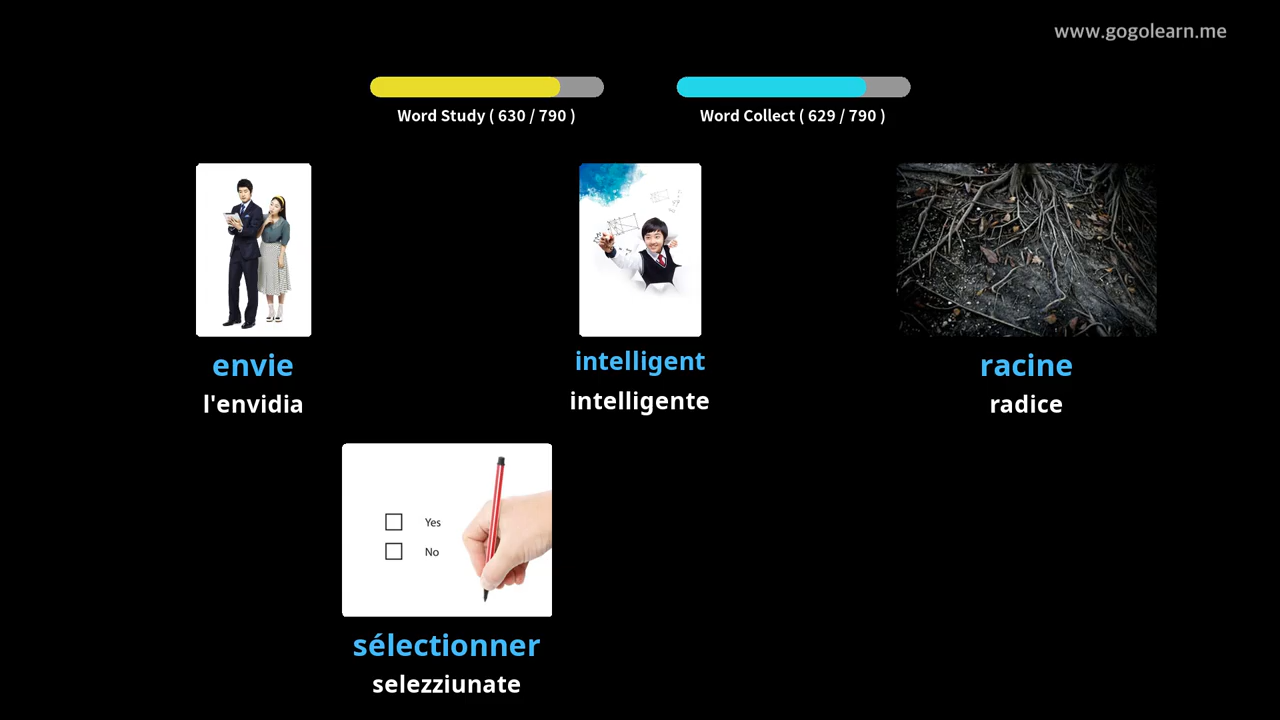 www.gogolearn.me
Word Study ( 630 / 790 )
Word Collect ( 629 / 790 )
envie
l'envidia
intelligent
intelligente
racine
radice
Yes
No
sélectionner
selezziunate